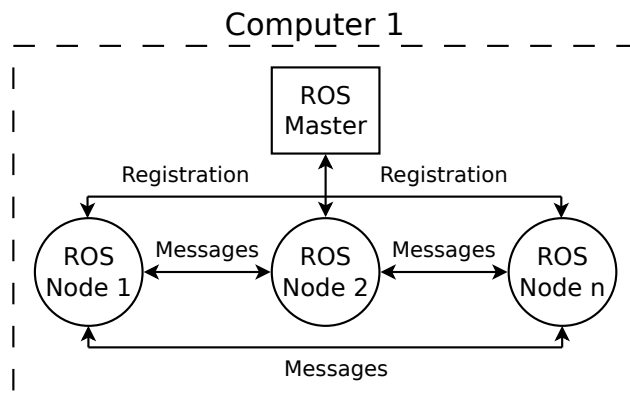 Computer 1
ROS
Master
Registration Registration
ROS
Node 1
Messages
ROS
Node 2
Messages
ROS
Node n
Messages